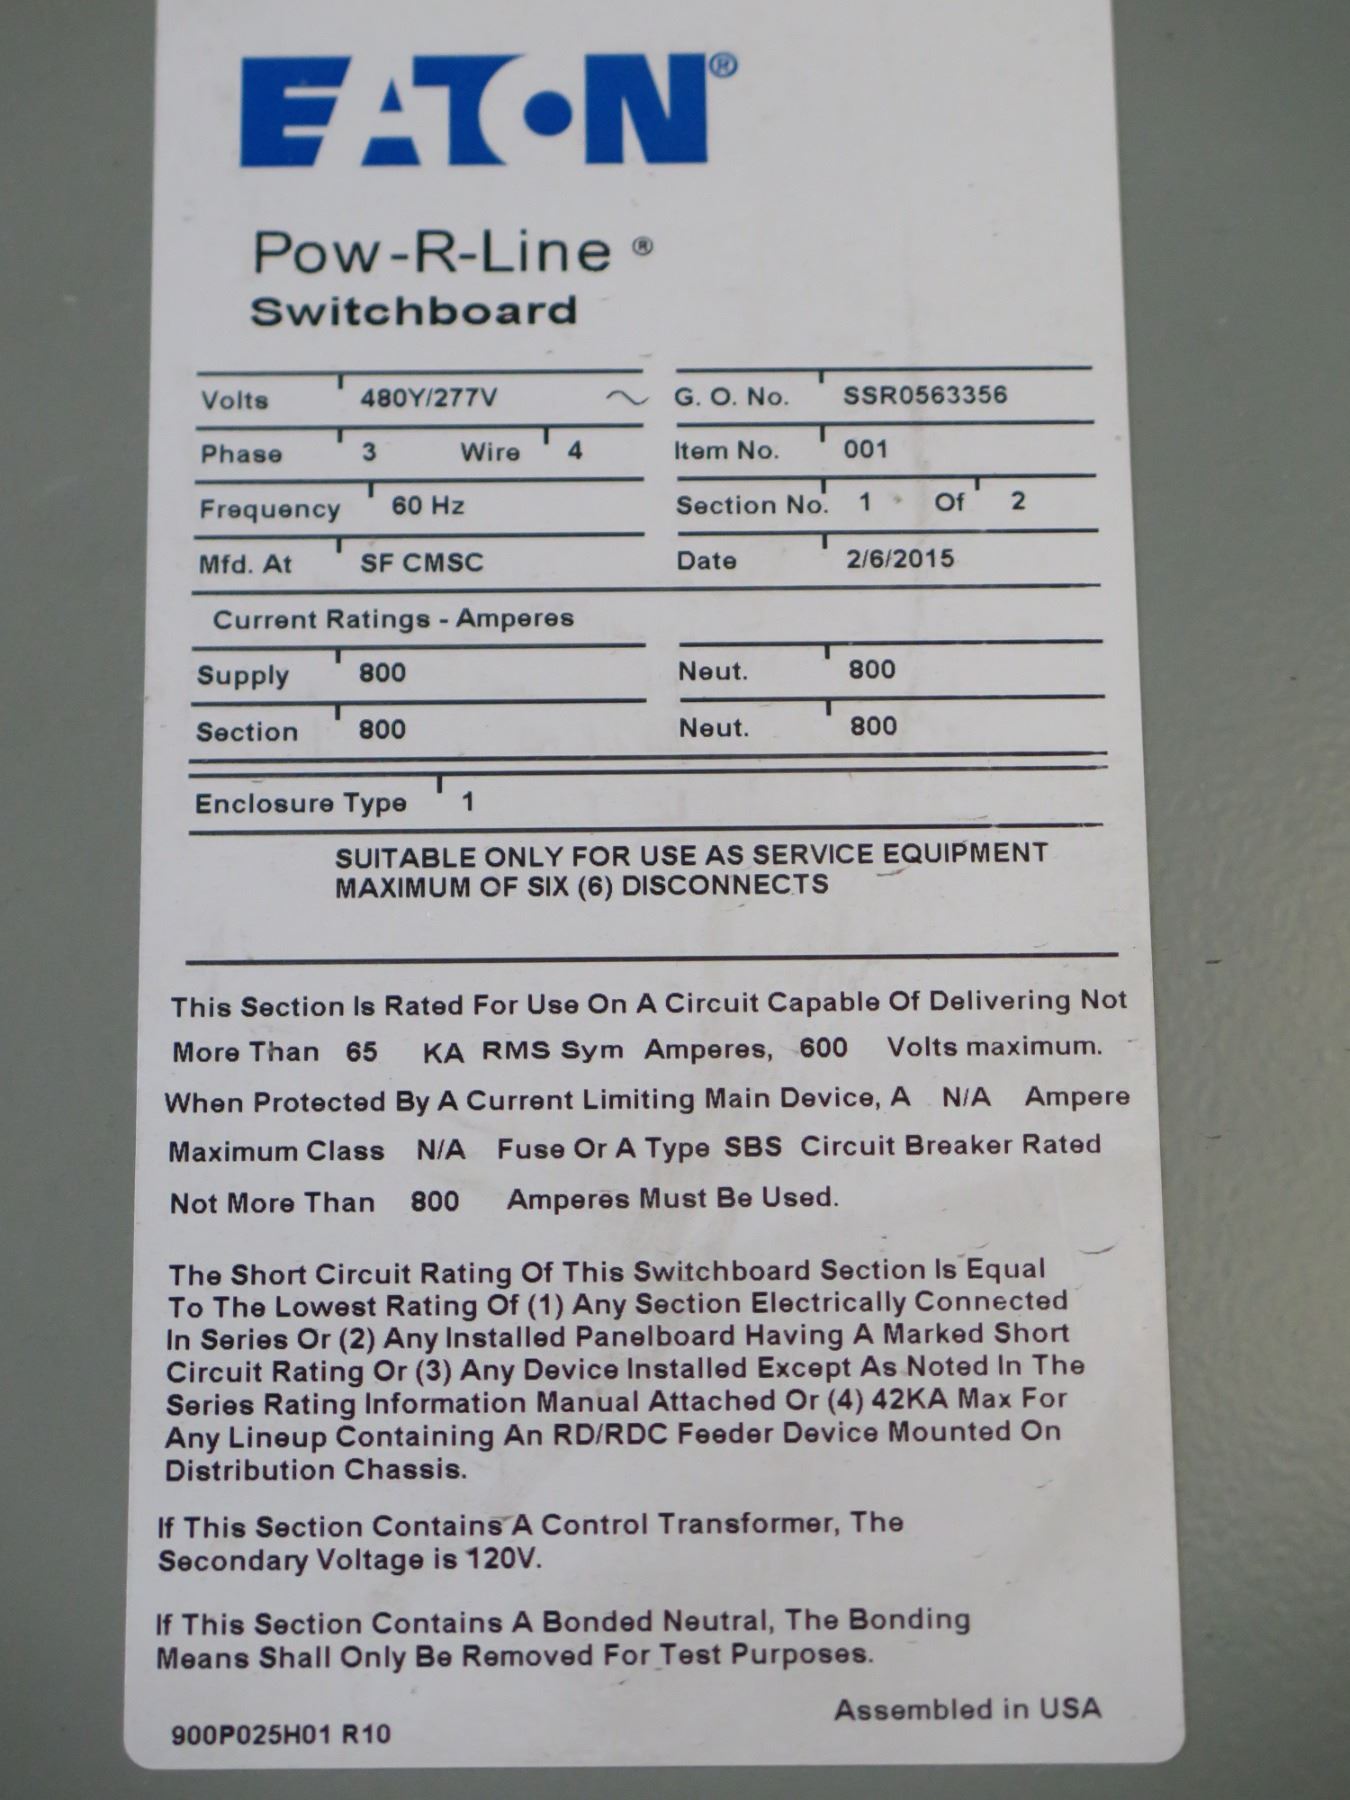 EATON®
Pow-R-Line ®
Switchboard
Volts 480Y/277V ~ G. O. No. SSR0563356
Phase 3 Wire 4 Item No. 001
Frequency 60 Hz Section No. 1 Of 2
Mfd. At SF CMSC Date 2/6/2015
Current Ratings - Amperes
Supply 800 Neut. 800
Section 800 Neut. 800
Enclosure Type 1
SUITABLE ONLY FOR USE AS SERVICE EQUIPMENT
MAXIMUM OF SIX (6) DISCONNECTS
This Section Is Rated For Use On A Circuit Capable Of Delivering Not
More Than 65 KA RMS Sym Amperes, 600 Volts maximum.
When Protected By A Current Limiting Main Device, A N/A Ampere
Maximum Class N/A Fuse Or A Type SBS Circuit Breaker Rated
Not More Than 800 Amperes Must Be Used.
The Short Circuit Rating Of This Switchboard Section Is Equal
To The Lowest Rating Of (1) Any Section Electrically Connected
In Series Or (2) Any Installed Panelboard Having A Marked Short
Circuit Rating Or (3) Any Device Installed Except As Noted In The
Series Rating Information Manual Attached Or (4) 42KA Max For
Any Lineup Containing An RD/RDC Feeder Device Mounted On
Distribution Chassis.
If This Section Contains A Control Transformer, The
Secondary Voltage is 120V.
If This Section Contains A Bonded Neutral, The Bonding
Means Shall Only Be Removed For Test Purposes.
Assembled in USA
900P025H01 R10